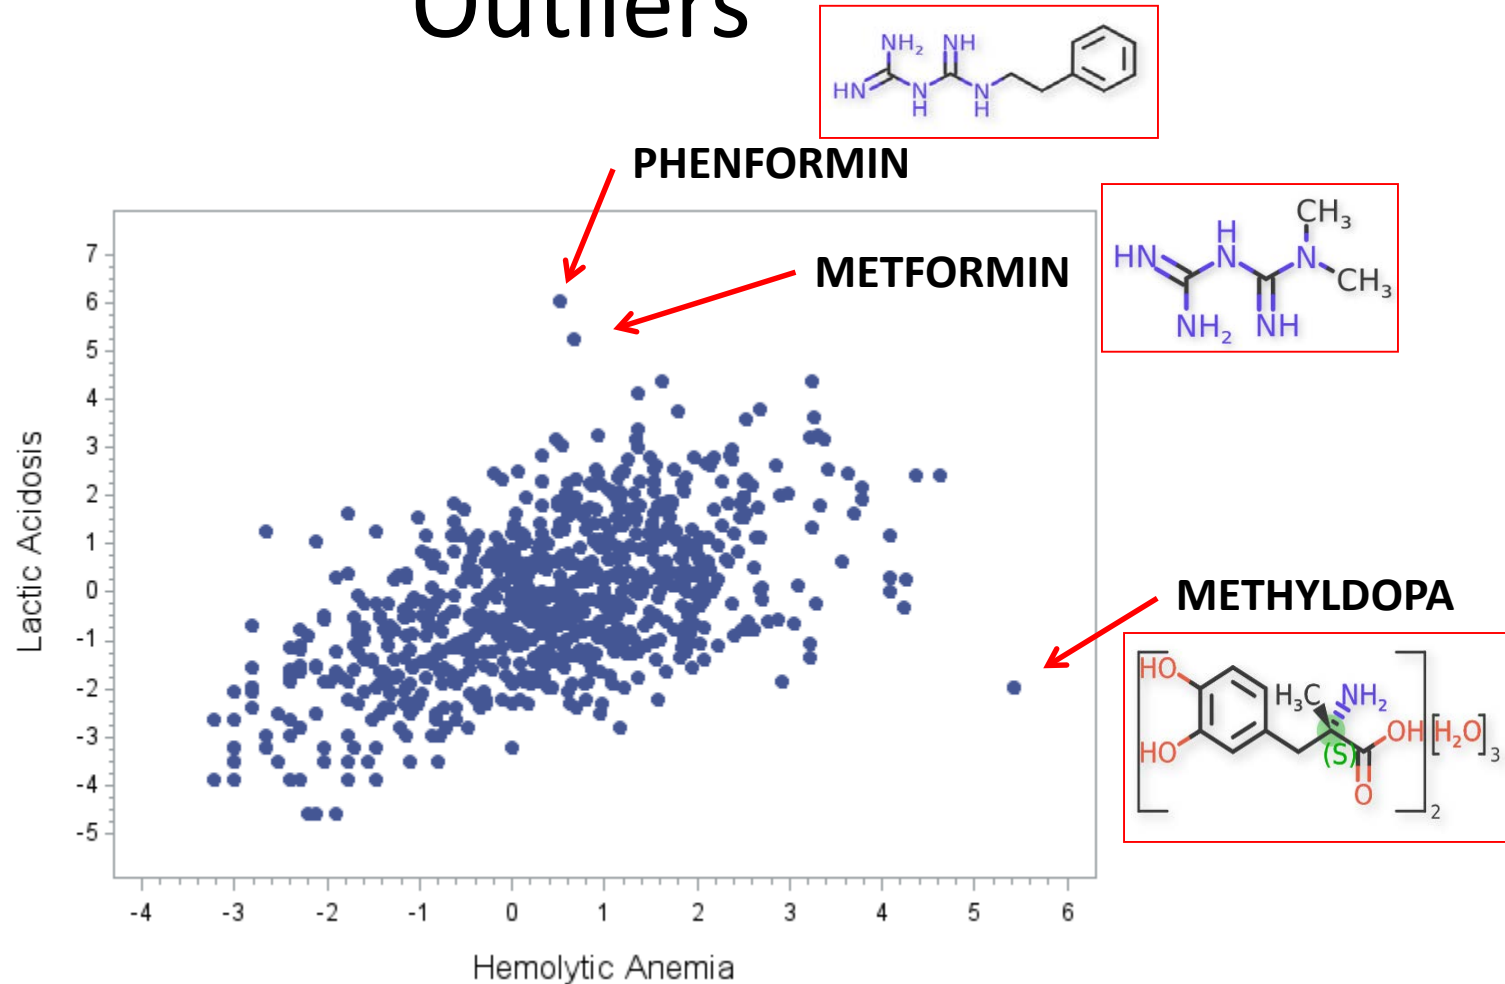 Outliers
NH2 NH
HN N H N H
PHENFORMIN
CH3
H
HN N N
CH3
NH2 NH
METFORMIN
7
6
5
4
3
2
1
0
-1
-2
-3
-4
-5
Lactic Acidosis
-4 -3 -2 -1 0 1 2 3 4 5 6
Hemolytic Anemia
METHYLDOPA
HO
H3C NH2
OH [H2O]3
HO (S)
O
2